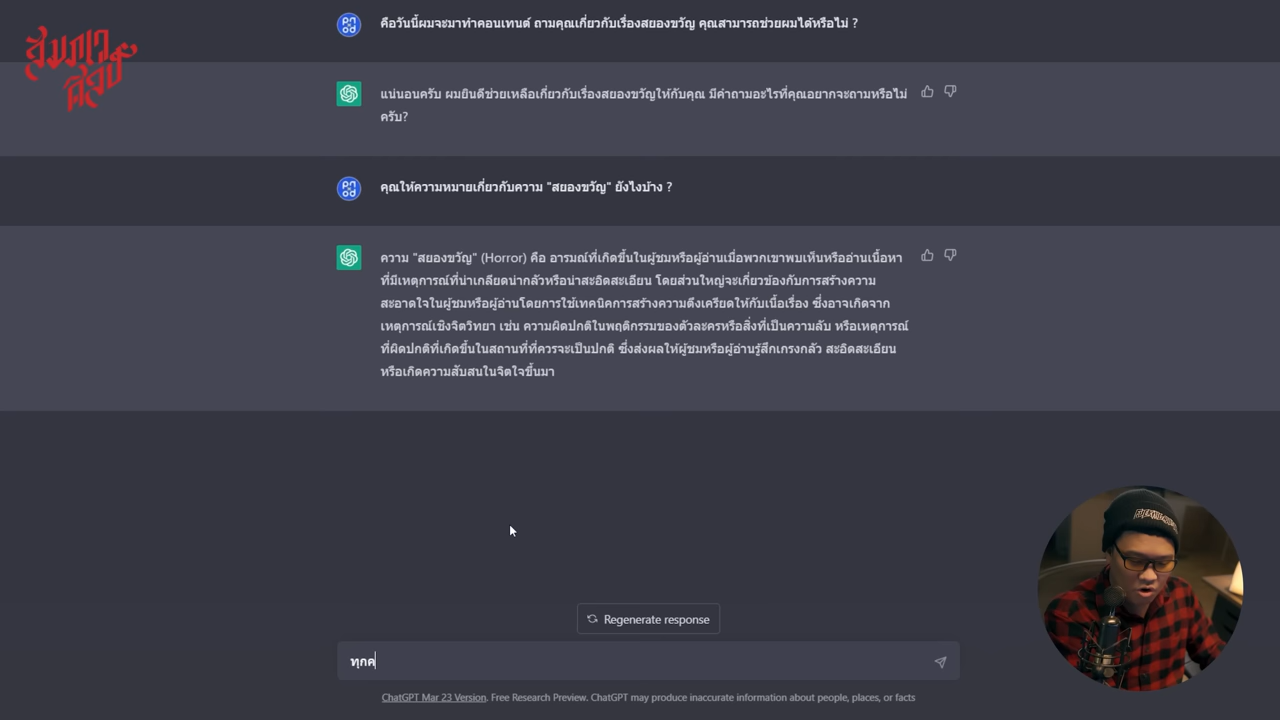 คือวันนี้ผมจะมาทำคอนเทนต์ ถามคุณเกี่ยวกับเรื่องสยองขวัญ คุณสามารถช่วยผมได้หรือไม่ ?
แน่นอนครับ ผมยินดีช่วยเหลือเกี่ยวกับเรื่องสยองขวัญให้กับคุณ มีคำถามอะไรที่คุณอยากจะถามหรือไม่
ครับ?
คุณให้ความหมายเกี่ยวกับความ "สยองขวัญ" ยังไงบ้าง ?
ความ "สยองขวัญ" (Horror) คือ อารมณ์ที่เกิดขึ้นในผู้ชมหรือผู้อ่านเมื่อพวกเขาพบเห็นหรืออ่านเนื้อหา
ที่มีเหตุการณ์ที่น่าเกลียดน่ากลัวหรือน่าสะอิดสะเอียน โดยส่วนใหญ่จะเกี่ยวข้องกับการสร้างความ
สะอาดใจในผู้ชมหรือผู้อ่านโดยการใช้เทคนิคการสร้างความตึงเครียดให้กับเนื้อเรื่อง ซึ่งอาจเกิดจาก
เหตุการณ์เชิงจิตวิทยา เช่น ความผิดปกติในพฤติกรรมของตัวละครหรือสิ่งที่เป็นความลับ หรือเหตุการณ์
ที่ผิดปกติที่เกิดขึ้นในสถานที่ที่ควรจะเป็นปกติ ซึ่งส่งผลให้ผู้ชมหรือผู้อ่านรู้สึกเกรงกลัว สะอิดสะเอียน
หรือเกิดความสับสนในจิตใจขึ้นมา
Regenerate response
ทุกค
ChatGPT Mar 23 Version. Free Research Preview. ChatGPT may produce inaccurate information about people, places, or facts